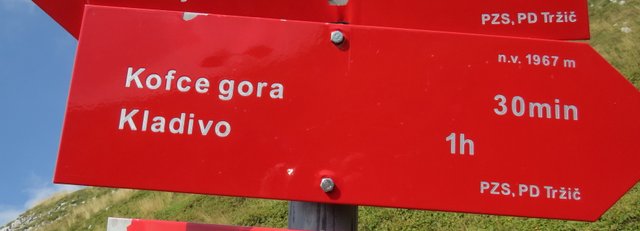 PZS, PD Tržič
n.v. 1967 m
Kofce gora 30min
Kladivo 1h
PZS, PD Tržič